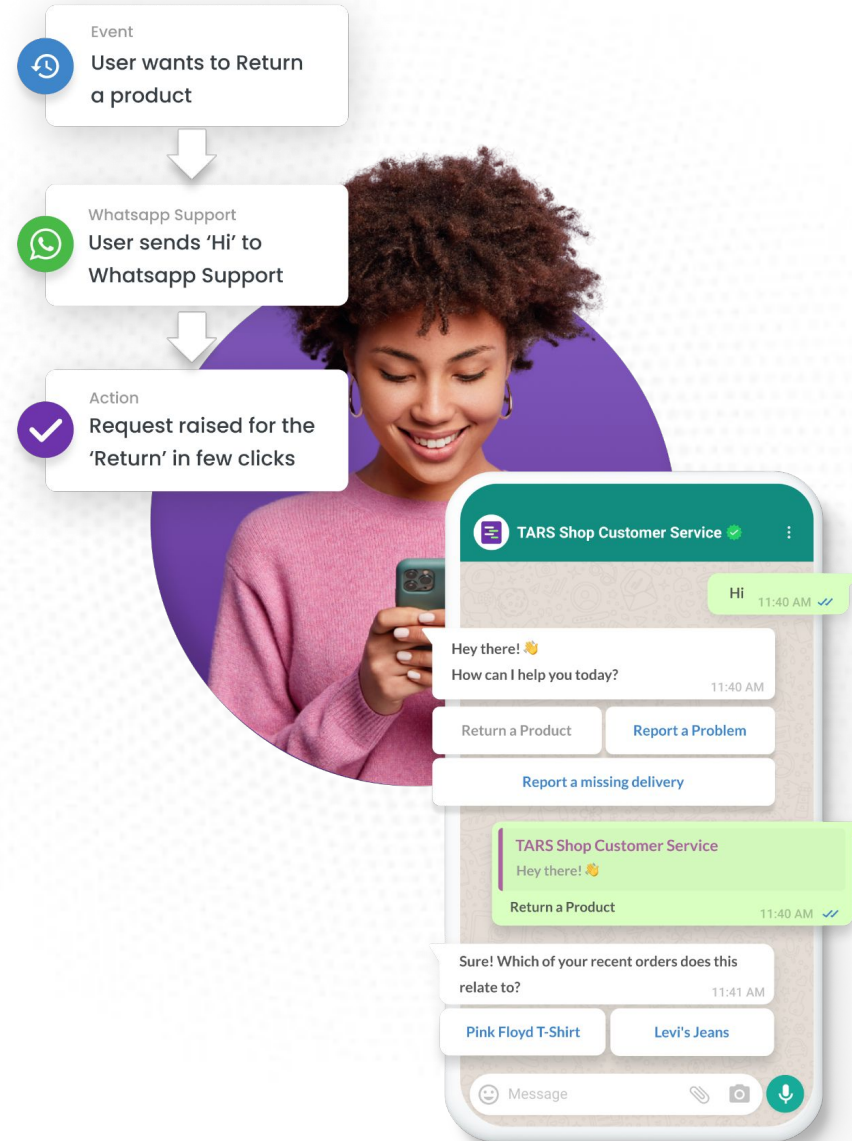 Event
User wants to Return
a product
Whatsapp Support
User sends ‘Hi’ to
Whatsapp Support
Action
Request raised for the
‘Return’ in few clicks
TARS Shop Customer Service
Hi
11:40 AM
Hey there! 👋
How can I help you today?
11:40 AM
Return a Product
Report a Problem
Report a missing delivery
TARS Shop Customer Service
Hey there! 👋
Return a Product
11:40 AM
Sure! Which of your recent orders does this
relate to?
11:41 AM
Pink Floyd T-Shirt
Levi's Jeans
Message